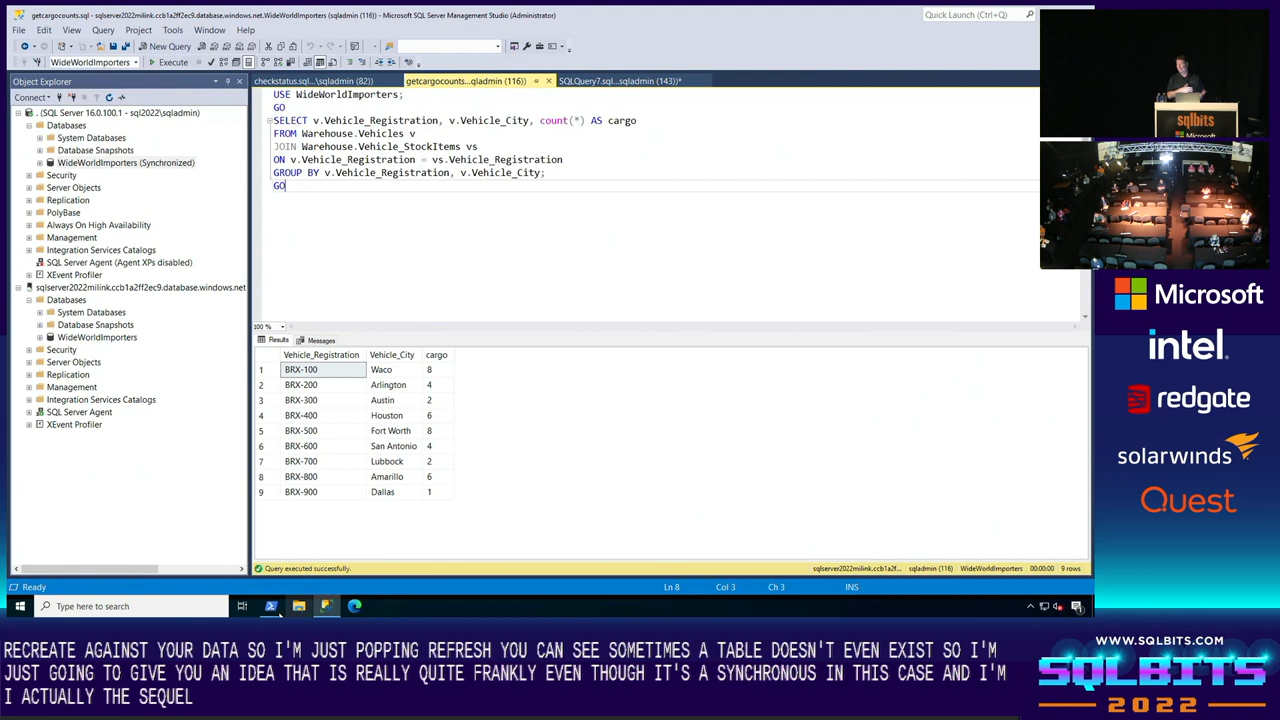 getcargocounts.sql - sqlserver2022milink.ccb1a2ff2ec9.database.windows.net.WideWorldImporters (sqladmin (116)) - Microsoft SQL Server Management Studio (Administrator)
Quick Launch (Ctrl+Q)
File Edit View Query Project Tools Window Help
New Query
WideWorldImporters
Execute
Object Explorer
checkstatus.sql...\sqladmin (82))
getcargocounts...qladmin (116))
SQLQuery7.sql...sqladmin (143))*
Connect
. (SQL Server 16.0.100.1 - sql2022\sqladmin)
Databases
System Databases
Database Snapshots
WideWorldImporters (Synchronized)
Security
Server Objects
Replication
PolyBase
Always On High Availability
Management
Integration Services Catalogs
SQL Server Agent (Agent XPs disabled)
XEvent Profiler
sqlserver2022milink.ccb1a2ff2ec9.database.windows.net
Databases
System Databases
Database Snapshots
WideWorldImporters
Security
Server Objects
Replication
Management
Integration Services Catalogs
SQL Server Agent
XEvent Profiler
USE WideWorldImporters;
GO
SELECT v.Vehicle_Registration, v.Vehicle_City, count(*) AS cargo
FROM Warehouse.Vehicles v
JOIN Warehouse.Vehicle_StockItems vs
ON v.Vehicle_Registration = vs.Vehicle_Registration
GROUP BY v.Vehicle_Registration, v.Vehicle_City;
GO
100 %
Results Messages
Vehicle_Registration Vehicle_City cargo
1 BRX-100 Waco 8
2 BRX-200 Arlington 4
3 BRX-300 Austin 2
4 BRX-400 Houston 6
5 BRX-500 Fort Worth 8
6 BRX-600 San Antonio 4
7 BRX-700 Lubbock 2
8 BRX-800 Amarillo 6
9 BRX-900 Dallas 1
Query executed successfully.
sqlserver2022milink.ccb1a2ff2... sqladmin (116) WideWorldImporters 00:00:00 9 rows
Ready
Ln 8 Col 3 Ch 3 INS
Type here to search
sqlbits
Microsoft
Microsoft
intel.
redgate
solarwinds
Quest
RECREATE AGAINST YOUR DATA SO I'M JUST POPPING REFRESH YOU CAN SEE SOMETIMES A TABLE DOESN'T EVEN EXIST SO I'M
JUST GOING TO GIVE YOU AN IDEA THAT IS REALLY QUITE FRANKLY EVEN THOUGH IT'S A SYNCHRONOUS IN THIS CASE AND I'M
I ACTUALLY THE SEQUEL
WWW.SQLBITS.COM
SQLBITS
2022